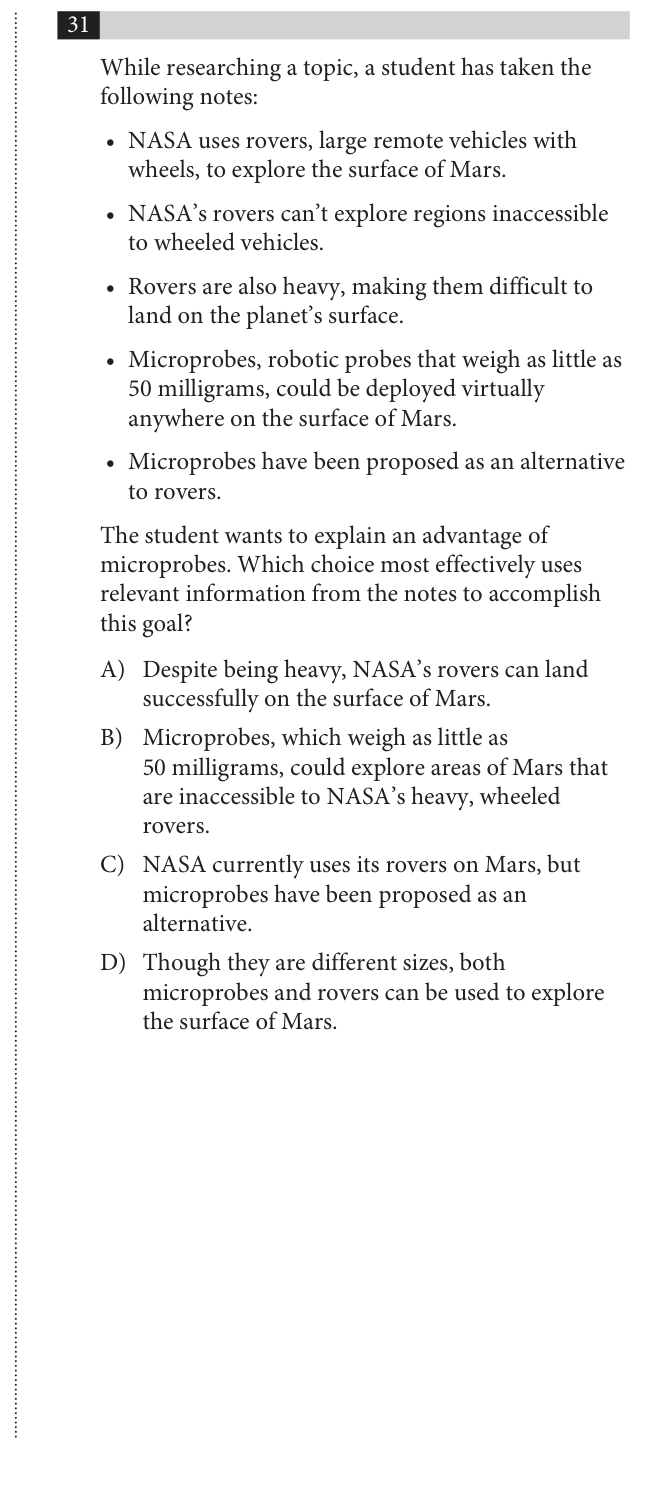 31
While researching a topic, a student has taken the
following notes:
• NASA uses rovers, large remote vehicles with
wheels, to explore the surface of Mars.
• NASA’s rovers can’t explore regions inaccessible
to wheeled vehicles.
• Rovers are also heavy, making them difficult to
land on the planet’s surface.
• Microprobes, robotic probes that weigh as little as
50 milligrams, could be deployed virtually
anywhere on the surface of Mars.
• Microprobes have been proposed as an alternative
to rovers.
The student wants to explain an advantage of
microprobes. Which choice most effectively uses
relevant information from the notes to accomplish
this goal?
A) Despite being heavy, NASA’s rovers can land
successfully on the surface of Mars.
B) Microprobes, which weigh as little as
50 milligrams, could explore areas of Mars that
are inaccessible to NASA’s heavy, wheeled
rovers.
C) NASA currently uses its rovers on Mars, but
microprobes have been proposed as an
alternative.
D) Though they are different sizes, both
microprobes and rovers can be used to explore
the surface of Mars.